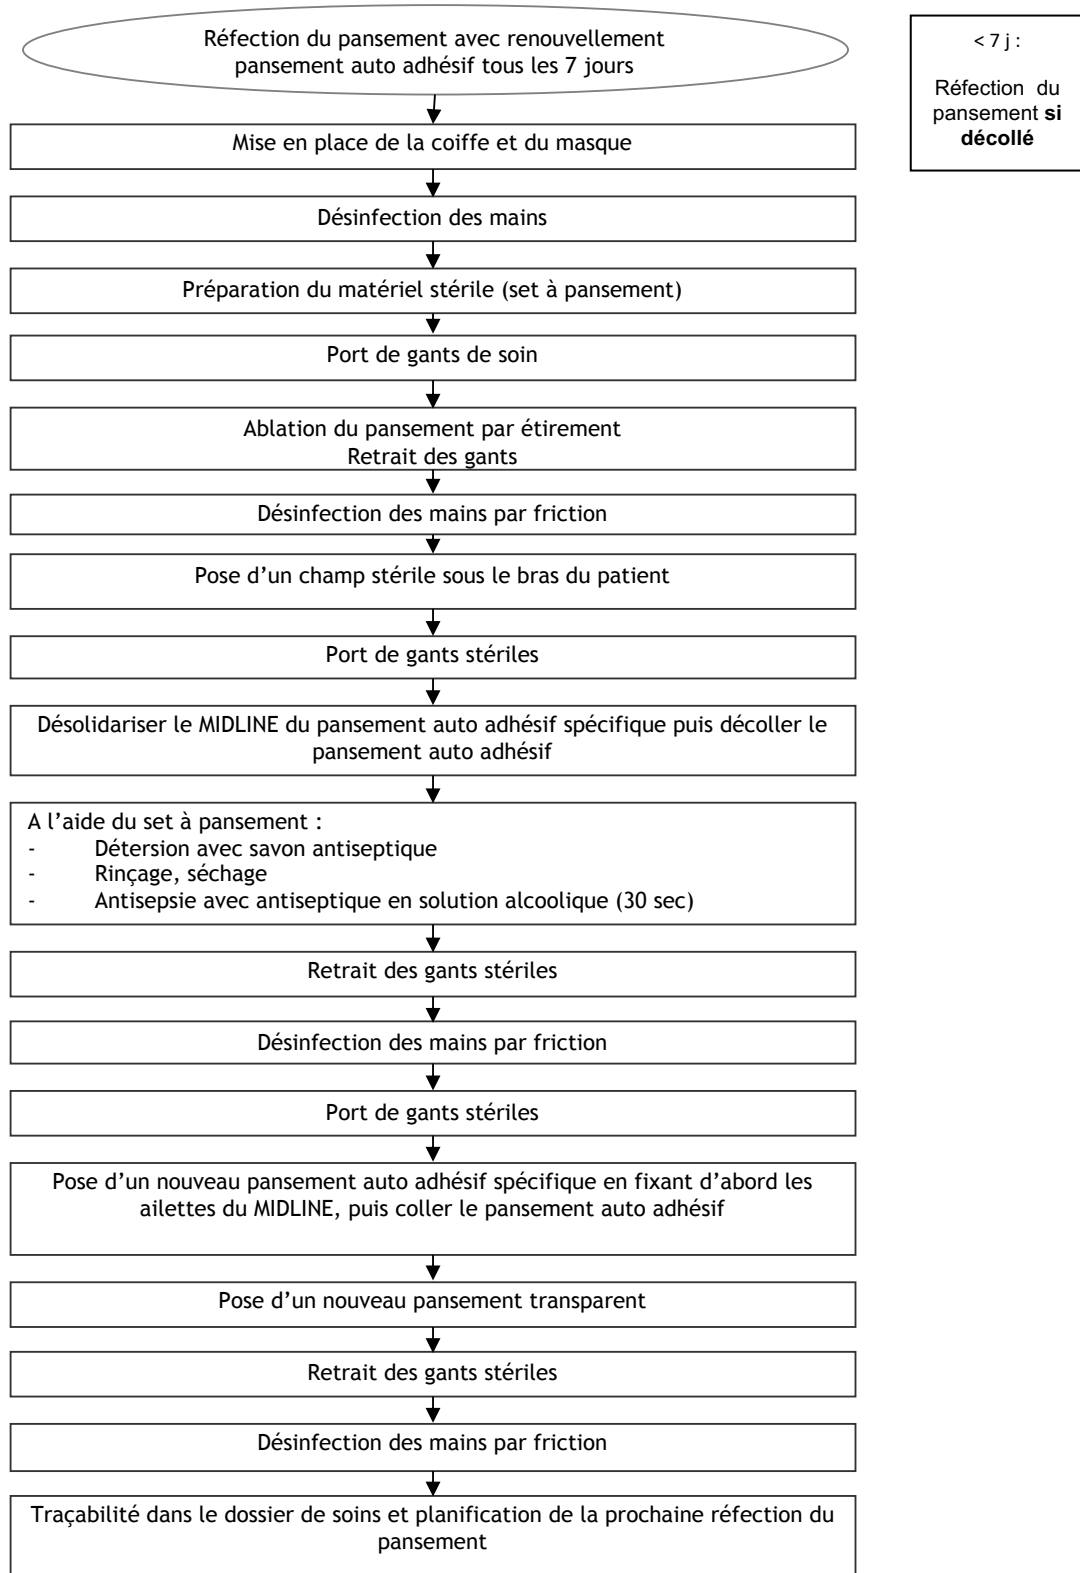 Réfection du pansement avec renouvellement
pansement auto adhésif tous les 7 jours
< 7 j :
Réfection du
pansement si
décollé
Mise en place de la coiffe et du masque
Désinfection des mains
Préparation du matériel stérile (set à pansement)
Port de gants de soin
Ablation du pansement par étirement
Retrait des gants
Désinfection des mains par friction
Pose d’un champ stérile sous le bras du patient
Port de gants stériles
Désolidariser le MIDLINE du pansement auto adhésif spécifique puis décoller le
pansement auto adhésif
A l’aide du set à pansement :
- Détersion avec savon antiseptique
- Rinçage, séchage
- Antisepsie avec antiseptique en solution alcoolique (30 sec)
Retrait des gants stériles
Désinfection des mains par friction
Port de gants stériles
Pose d’un nouveau pansement auto adhésif spécifique en fixant d’abord les
ailettes du MIDLINE, puis coller le pansement auto adhésif
Pose d’un nouveau pansement transparent
Retrait des gants stériles
Désinfection des mains par friction
Traçabilité dans le dossier de soins et planification de la prochaine réfection du
pansement